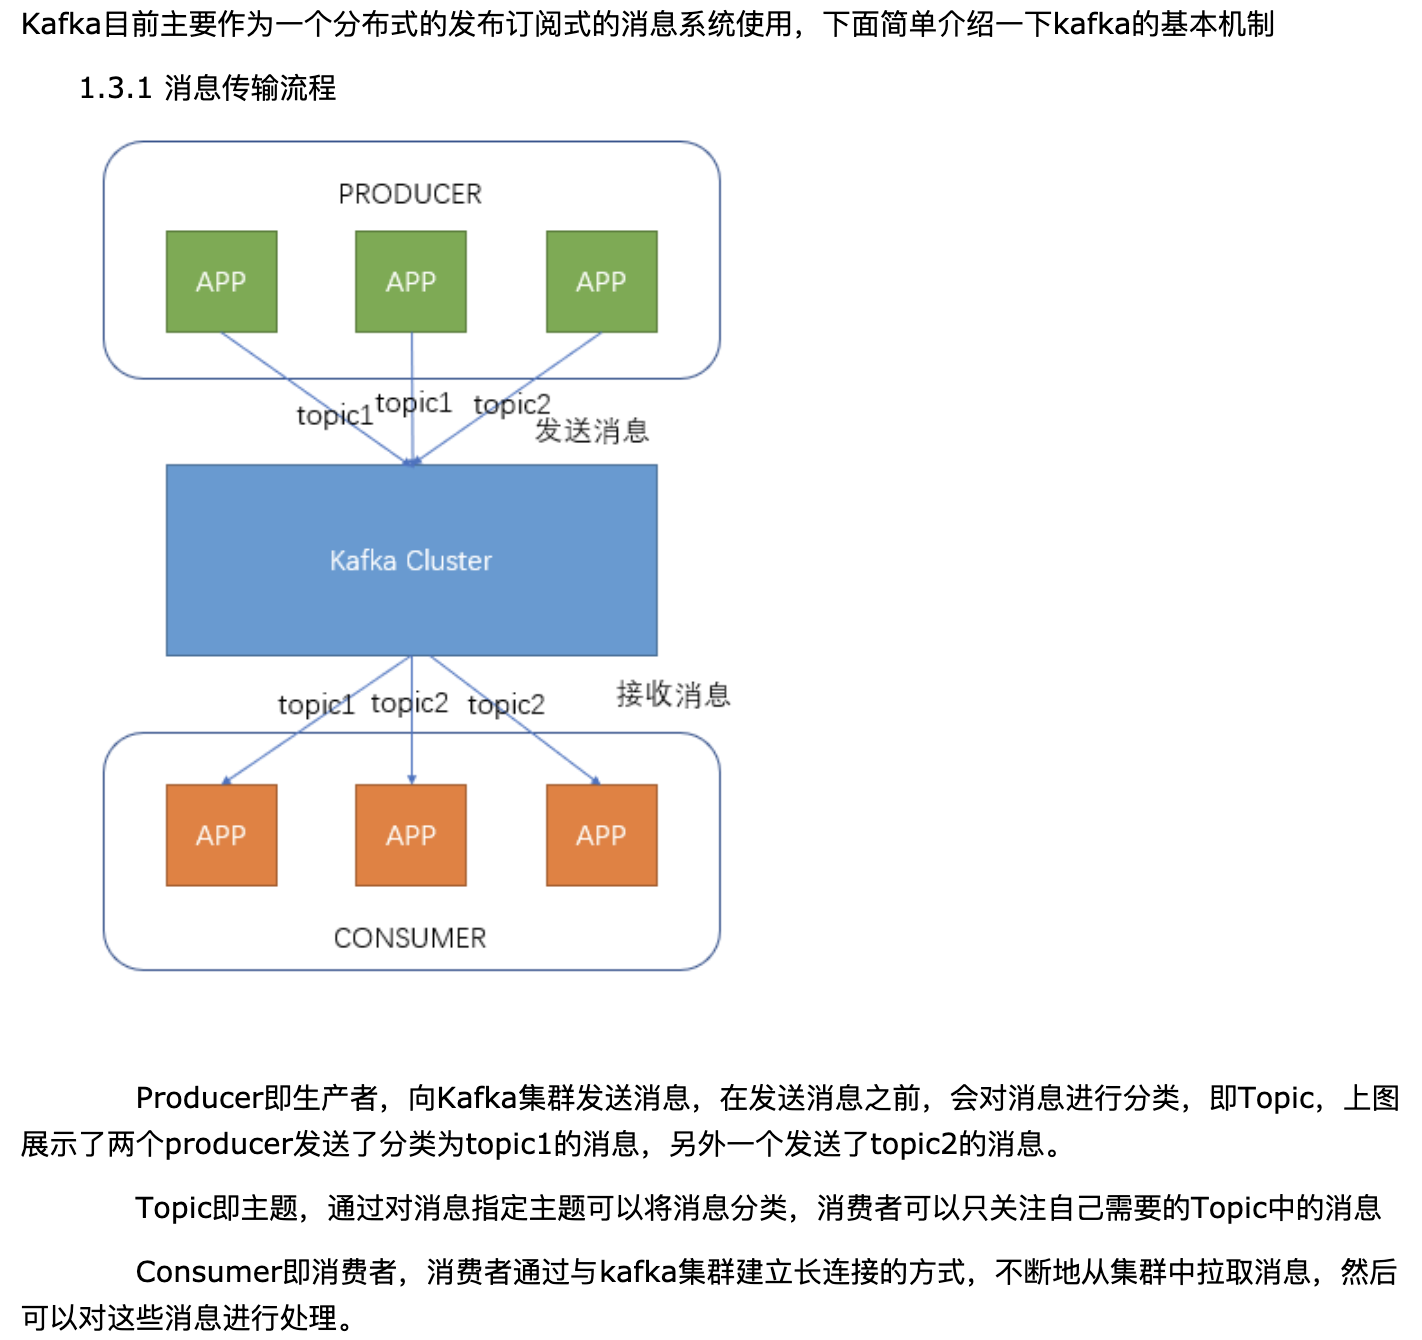 Kafka目前主要作为一个分布式的发布订阅式的消息系统使用，下面简单介绍一下kafka的基本机制
1.3.1 消息传输流程
PRODUCER
APP APP APP
topic1 topic1 topic2
发送消息
Kafka Cluster
接收消息
topic1 topic2 topic2
APP APP APP
CONSUMER
Producer即生产者，向Kafka集群发送消息，在发送消息之前，会对消息进行分类，即Topic，上图
展示了两个producer发送了分类为topic1的消息，另外一个发送了topic2的消息。
Topic即主题，通过对消息指定主题可以将消息分类，消费者可以只关注自己需要的Topic中的消息
Consumer即消费者，消费者通过与kafka集群建立长连接的方式，不断地从集群中拉取消息，然后
可以对这些消息进行处理。